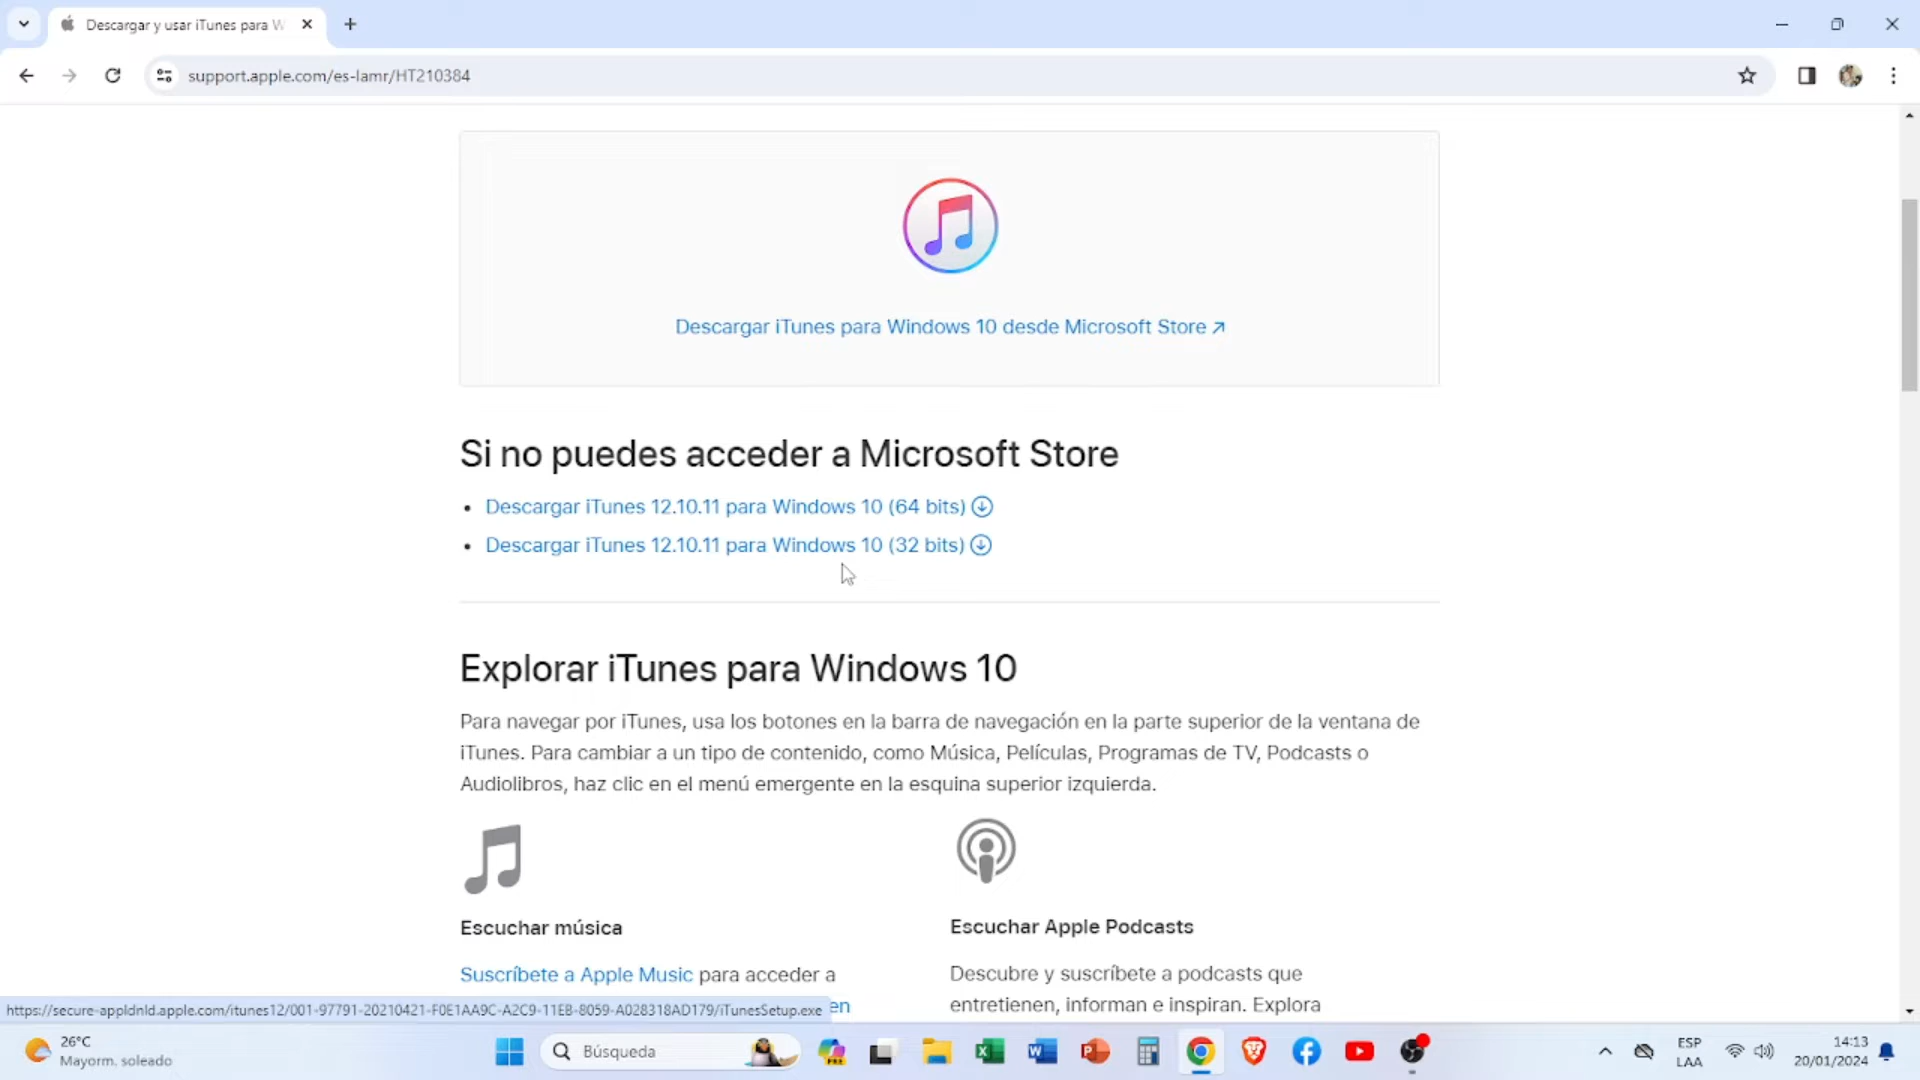 Descargar y usar iTunes para W
support.apple.com/es-lamr/HT210384
Descargar iTunes para Windows 10 desde Microsoft Store ↗
Si no puedes acceder a Microsoft Store
• Descargar iTunes 12.10.11 para Windows 10 (64 bits)
• Descargar iTunes 12.10.11 para Windows 10 (32 bits)
Explorar iTunes para Windows 10
Para navegar por iTunes, usa los botones en la barra de navegación en la parte superior de la ventana de
iTunes. Para cambiar a un tipo de contenido, como Música, Películas, Programas de TV, Podcasts o
Audiolibros, haz clic en el menú emergente en la esquina superior izquierda.
Escuchar música
Suscríbete a Apple Music para acceder a
en
Escuchar Apple Podcasts
Descubre y suscríbete a podcasts que
entretienen, informan e inspiran. Explora
https://secure-appldnld.apple.com/itunes12/001-97791-20210421-F0E1AA9C-A2C9-11EB-8059-A028318AD179/iTunesSetup.exe
26°C
Mayorm. soleado
Búsqueda
PRE
ESP
LAA
14:13
20/01/2024